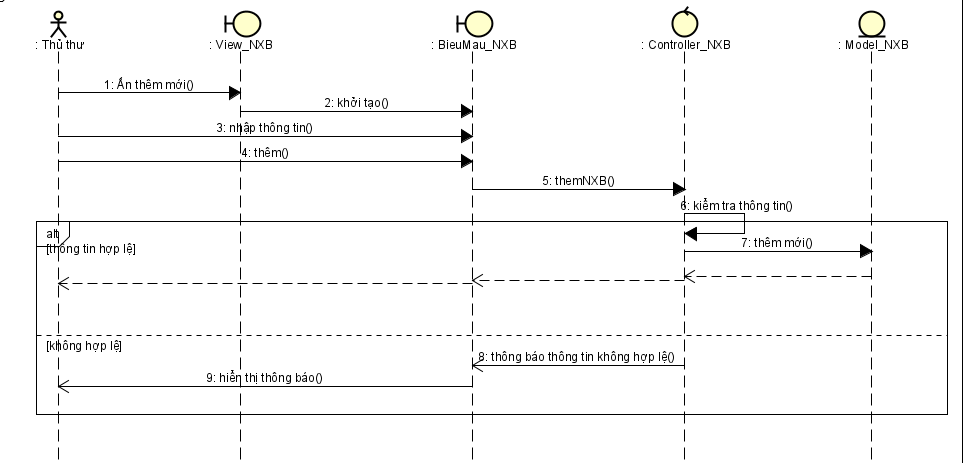 : Thủ thư
: View_NXB
: BieuMau_NXB
: Controller_NXB
: Model_NXB
1: Ấn thêm mới()
2: khởi tạo()
3: nhập thông tin()
4: thêm()
5: themNXB()
6: kiểm tra thông tin()
alt
7: thêm mới()
[thông tin hợp lệ]
[không hợp lệ]
8: thông báo thông tin không hợp lệ()
9: hiển thị thông báo()